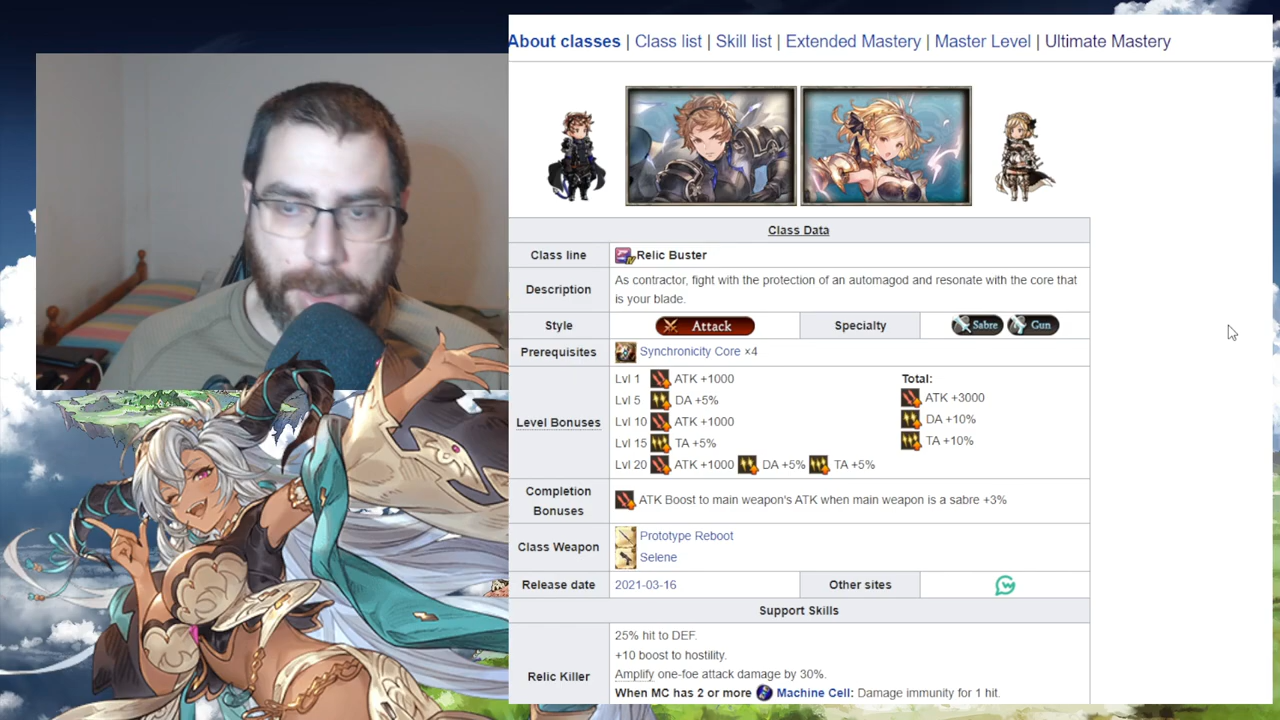 About classes | Class list | Skill list | Extended Mastery | Master Level | Ultimate Mastery
Class Data
Class line Relic Buster
Description As contractor, fight with the protection of an automagod and resonate with the core that
is your blade.
Style Attack Specialty Sabre Gun
Prerequisites Synchronicity Core ×4
Level Bonuses
Lvl 1 ATK +1000
Lvl 5 DA +5%
Lvl 10 ATK +1000
Lvl 15 TA +5%
Lvl 20 ATK +1000 DA +5% TA +5%
Total:
ATK +3000
DA +10%
TA +10%
Completion
Bonuses
ATK Boost to main weapon's ATK when main weapon is a sabre +3%
Class Weapon
Prototype Reboot
Selene
Release date 2021-03-16 Other sites
Support Skills
Relic Killer
25% hit to DEF.
+10 boost to hostility.
Amplify one-foe attack damage by 30%.
When MC has 2 or more Machine Cell: Damage immunity for 1 hit.